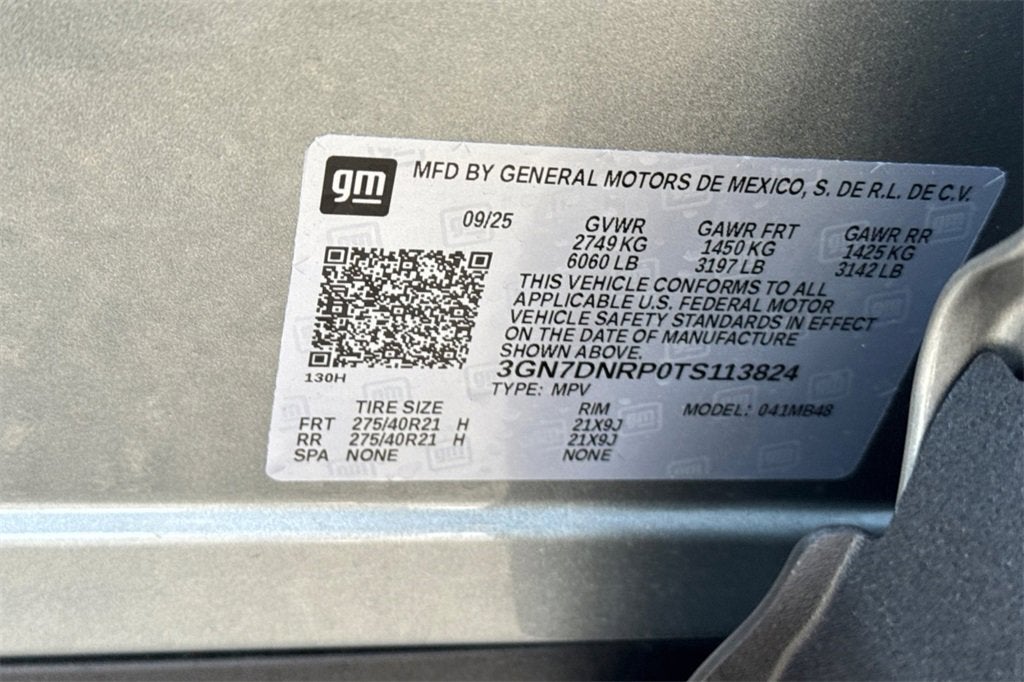 gm MFD BY GENERAL MOTORS DE MEXICO, S. DE R.L. DE C.V.
09/25 GVWR GAWR FRT GAWR RR
2749 KG 1450 KG 1425 KG
6060 LB 3197 LB 3142 LB
THIS VEHICLE CONFORMS TO ALL
APPLICABLE U.S. FEDERAL MOTOR
VEHICLE SAFETY STANDARDS IN EFFECT
ON THE DATE OF MANUFACTURE
SHOWN ABOVE.
130H
3GN7DNRP0TS113824
TYPE: MPV
TIRE SIZE RIM MODEL: 041MB48
FRT 275/40R21 H 21X9J
RR 275/40R21 H 21X9J
SPA NONE NONE